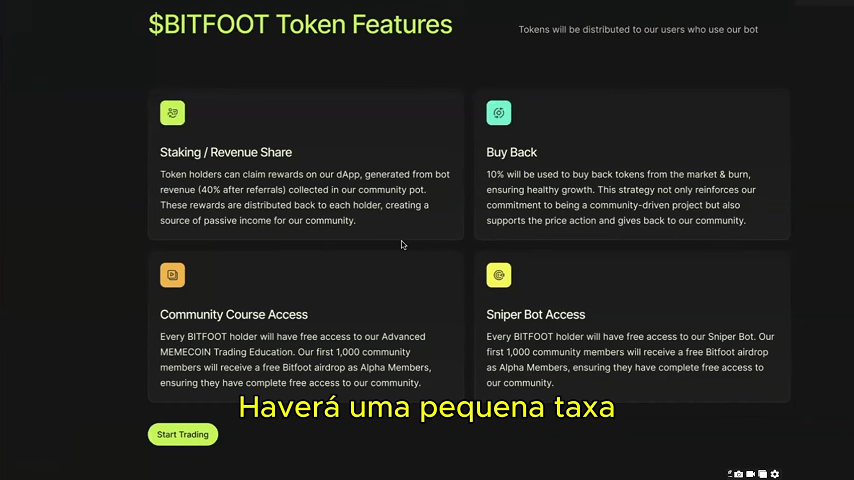 $BITFOOT Token Features
Tokens will be distributed to our users who use our bot
Staking / Revenue Share
Token holders can claim rewards on our dApp, generated from bot
revenue (40% after referrals) collected in our community pot.
These rewards are distributed back to each holder, creating a
source of passive income for our community.
Buy Back
10% will be used to buy back tokens from the market & burn,
ensuring healthy growth. This strategy not only reinforces our
commitment to being a community-driven project but also
supports the price action and gives back to our community.
Community Course Access
Every BITFOOT holder will have free access to our Advanced
MEMECOIN Trading Education. Our first 1,000 community
members will receive a free Bitfoot airdrop as Alpha Members,
ensuring they have complete free access to our community.
Sniper Bot Access
Every BITFOOT holder will have free access to our Sniper Bot. Our
first 1,000 community members will receive a free Bitfoot airdrop
as Alpha Members, ensuring they have complete free access to
our community.
Haverá uma pequena taxa
Start Trading